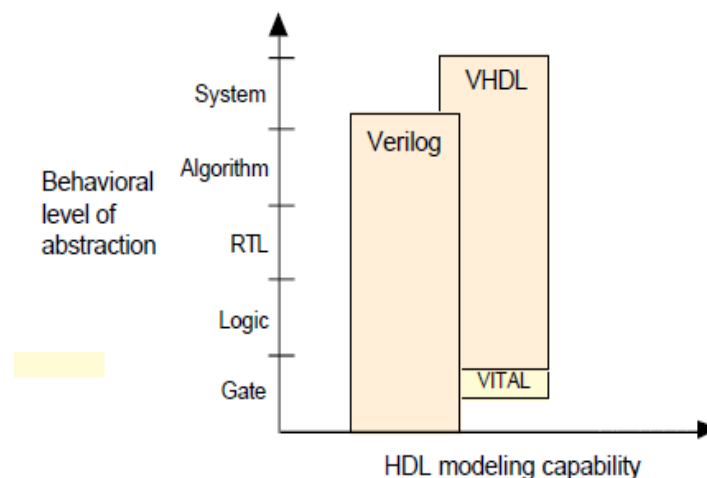 System
VHDL
Verilog
Algorithm
Behavioral
level of
abstraction
RTL
Logic
Gate
VITAL
HDL modeling capability